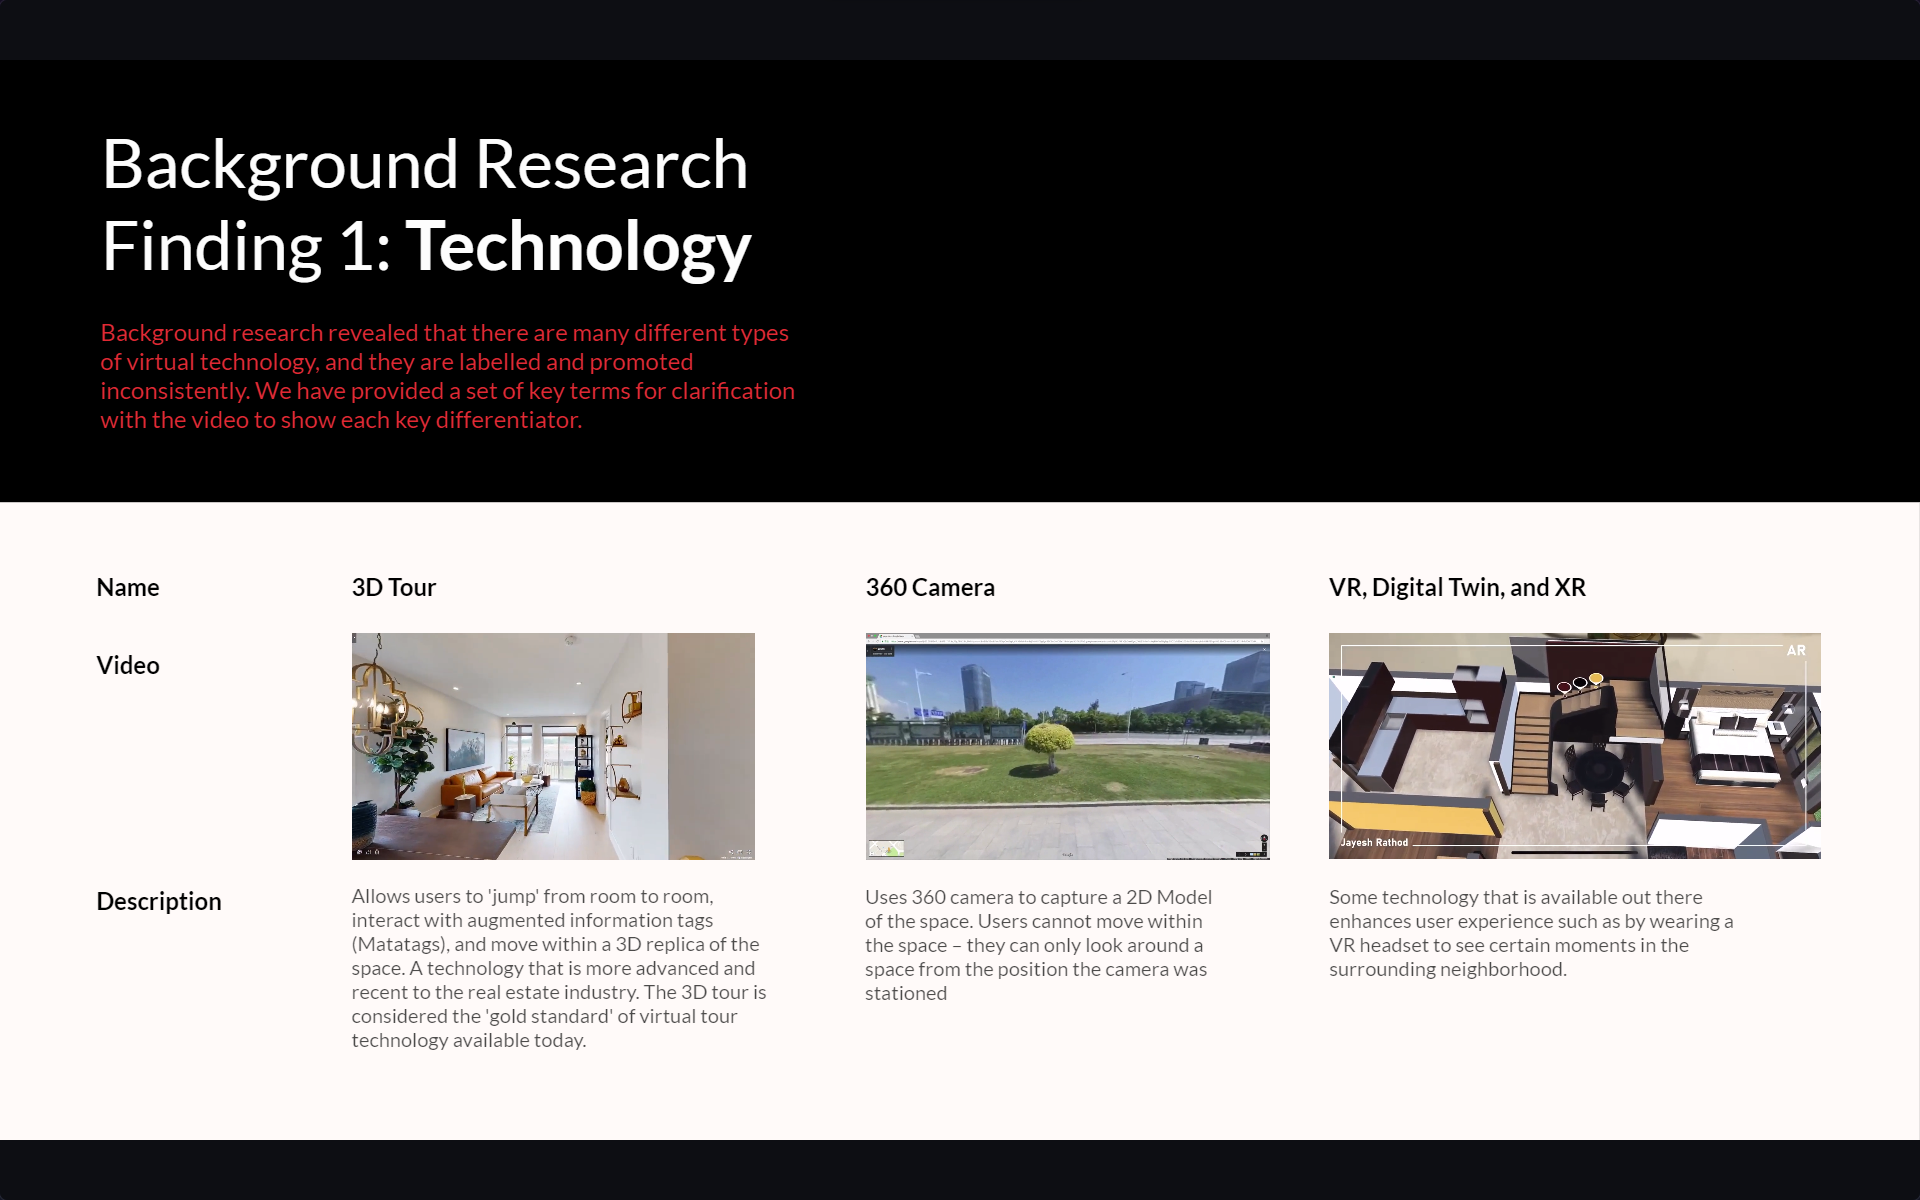 Background Research
Finding 1: Technology
Background research revealed that there are many different types
of virtual technology, and they are labelled and promoted
inconsistently. We have provided a set of key terms for clarification
with the video to show each key differentiator.
Name
3D Tour
360 Camera
VR, Digital Twin, and XR
Video
AR
Jayesh Rathod
Description
Allows users to 'jump' from room to room,
interact with augmented information tags
(Matatags), and move within a 3D replica of the
space. A technology that is more advanced and
recent to the real estate industry. The 3D tour is
considered the 'gold standard' of virtual tour
technology available today.
Uses 360 camera to capture a 2D Model
of the space. Users cannot move within
the space – they can only look around a
space from the position the camera was
stationed
Some technology that is available out there
enhances user experience such as by wearing a
VR headset to see certain moments in the
surrounding neighborhood.